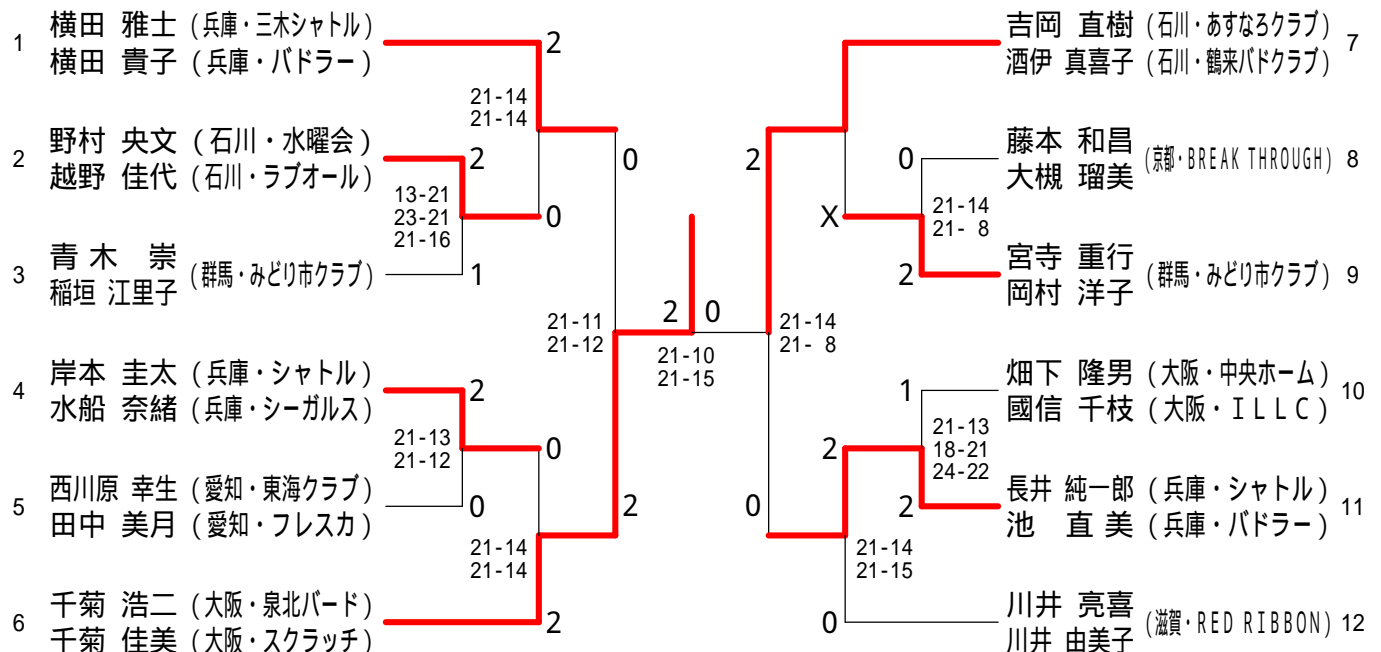 1 横田 雅士 (兵庫・三木シャトル) 2
横田 貴子 (兵庫・バドラー)
21-14
21-14
2 野村 央文 (石川・水曜会) 2
越野 佳代 (石川・ラブオール)
0
13-21
23-21
21-16
0
3 青木 崇 (群馬・みどり市クラブ) 1
稲垣 江里子
21-11
21-12
4 岸本 圭太 (兵庫・シャトル) 2
水船 奈緒 (兵庫・シーガルス)
21-13
21-12
0
5 西川原 幸生 (愛知・東海クラブ) 0
田中 美月 (愛知・フレスカ)
2
21-14
21-14
6 千菊 浩二 (大阪・泉北バード) 2
千菊 佳美 (大阪・スクラッチ)
2 0
21-10
21-15
吉岡 直樹 (石川・あすなろクラブ) 7
酒伊 真喜子 (石川・鶴来バドクラブ)
2
0 藤本 和昌 (京都・BREAK THROUGH) 8
大槻 瑠美
21-14
21- 8
X
2 宮寺 重行 (群馬・みどり市クラブ) 9
岡村 洋子
21-14
21- 8
1 畑下 隆男 (大阪・中央ホーム) 10
國信 千枝 (大阪・ILLC)
21-13
18-21
24-22
2
0
2 長井 純一郎 (兵庫・シャトル) 11
池 直美 (兵庫・バドラー)
21-14
21-15
0 川井 亮喜 (滋賀・RED RIBBON) 12
川井 由美子